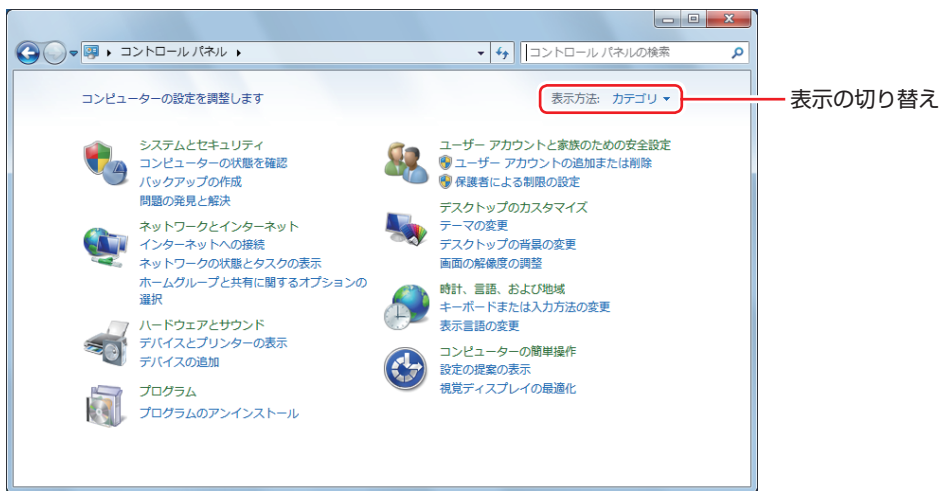 コントロール パネル
コントロール パネルの検索
コンピューターの設定を調整します
表示方法: カテゴリ
表示の切り替え
システムとセキュリティ
コンピューターの状態を確認
バックアップの作成
問題の発見と解決
ネットワークとインターネット
インターネットへの接続
ネットワークの状態とタスクの表示
ホームグループと共有に関するオプションの
選択
ハードウェアとサウンド
デバイスとプリンターの表示
デバイスの追加
プログラム
プログラムのアンインストール
ユーザー アカウントと家族のための安全設定
ユーザー アカウントの追加または削除
保護者による制限の設定
デスクトップのカスタマイズ
テーマの変更
デスクトップの背景の変更
画面の解像度の調整
時計、言語、および地域
キーボードまたは入力方法の変更
表示言語の変更
コンピューターの簡単操作
設定の提案の表示
視覚ディスプレイの最適化